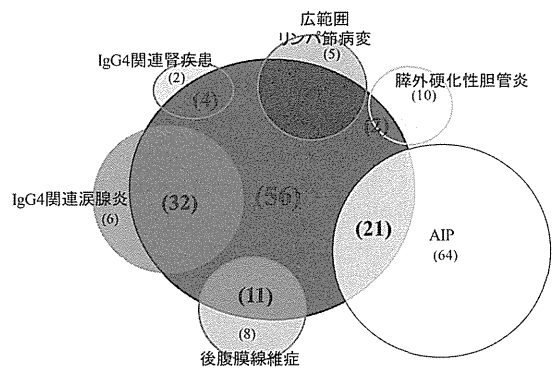 広範囲
リンパ節病変
(5)
IgG4関連腎疾患
(2)
(4)
膵外硬化性胆管炎
(10)
IgG4関連涙腺炎
(6)
(32)
(56)
(21)
AIP
(64)
(11)
(8)
後腹膜線維症